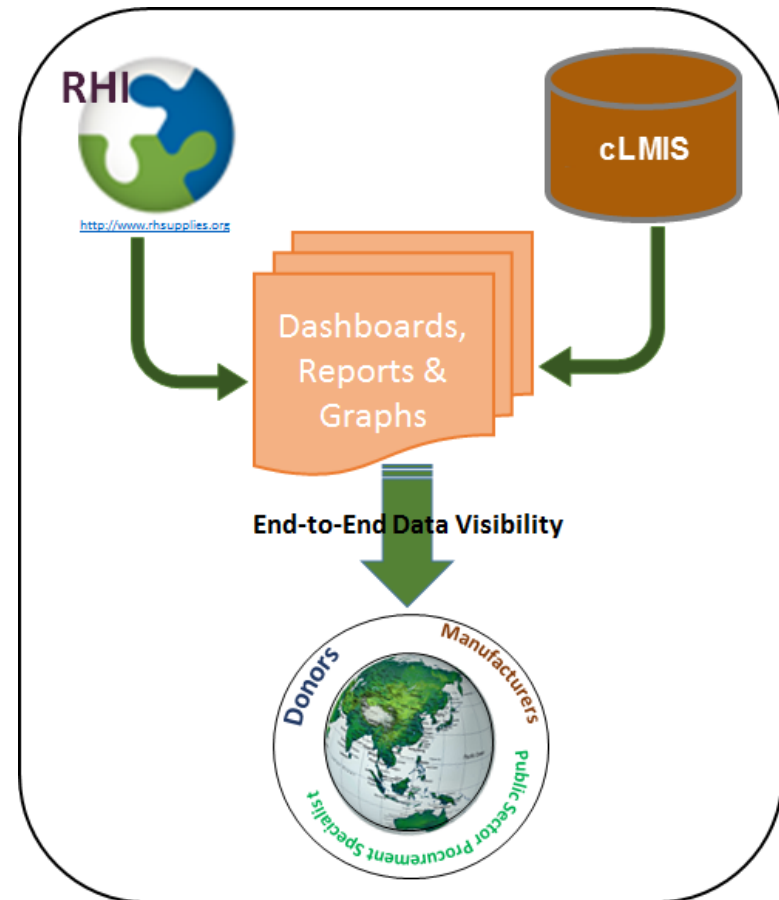 RHI
http://www.rhsupplies.org
cLMIS
Dashboards,
Reports &
Graphs
End-to-End Data Visibility
Donors
Manufacturers
Public Sector Procurement Specialist